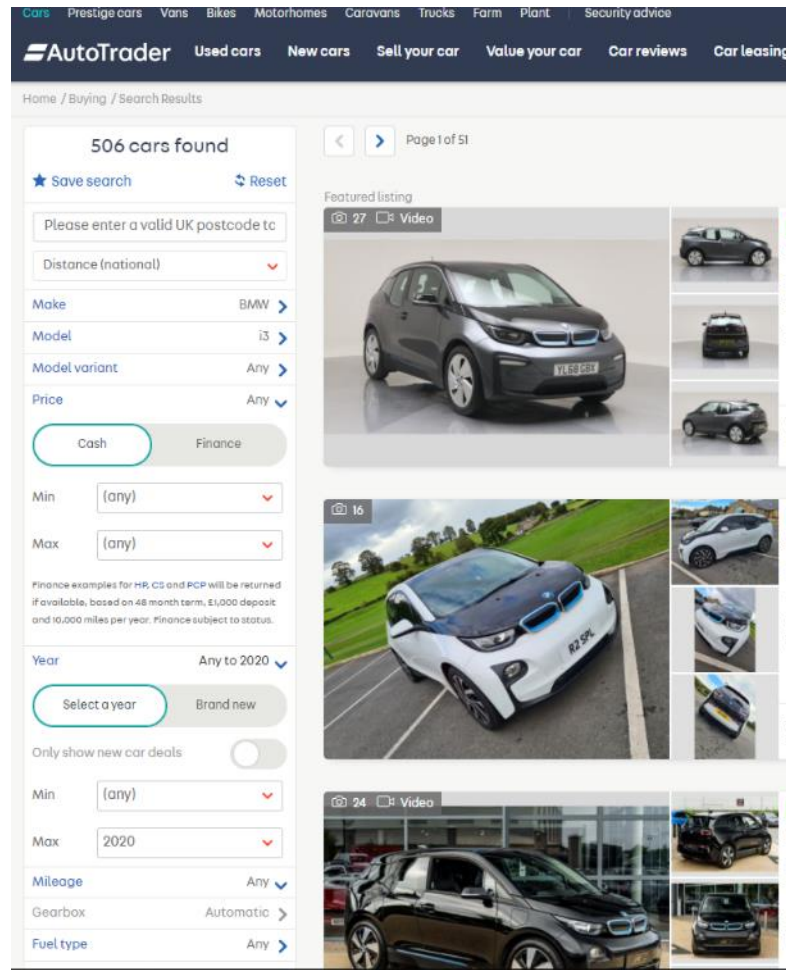 Cars Prestige cars Vans Bikes Motorhomes Caravans Trucks Farm Plant Security advice
AutoTrader Used cars New cars Sell your car Value your car Car reviews Car leasing
Home / Buying / Search Results
506 cars found
Save search Reset
Please enter a valid UK postcode to
Distance (national)
Make BMW
Model i3
Model variant Any
Price Any
Cash Finance
Min (any)
Max (any)
Finance examples for HP, CS and PCP will be returned
if available, based on 48 month term, £1,000 deposit
and 10,000 miles per year. Finance subject to status.
Year Any to 2020
Select a year Brand new
Only show new car deals
Min (any)
Max 2020
Mileage Any
Gearbox Automatic
Fuel type Any
Page 1 of 51
Featured listing
27 Video
YL68 GBX
16
R2 SPL
24 Video